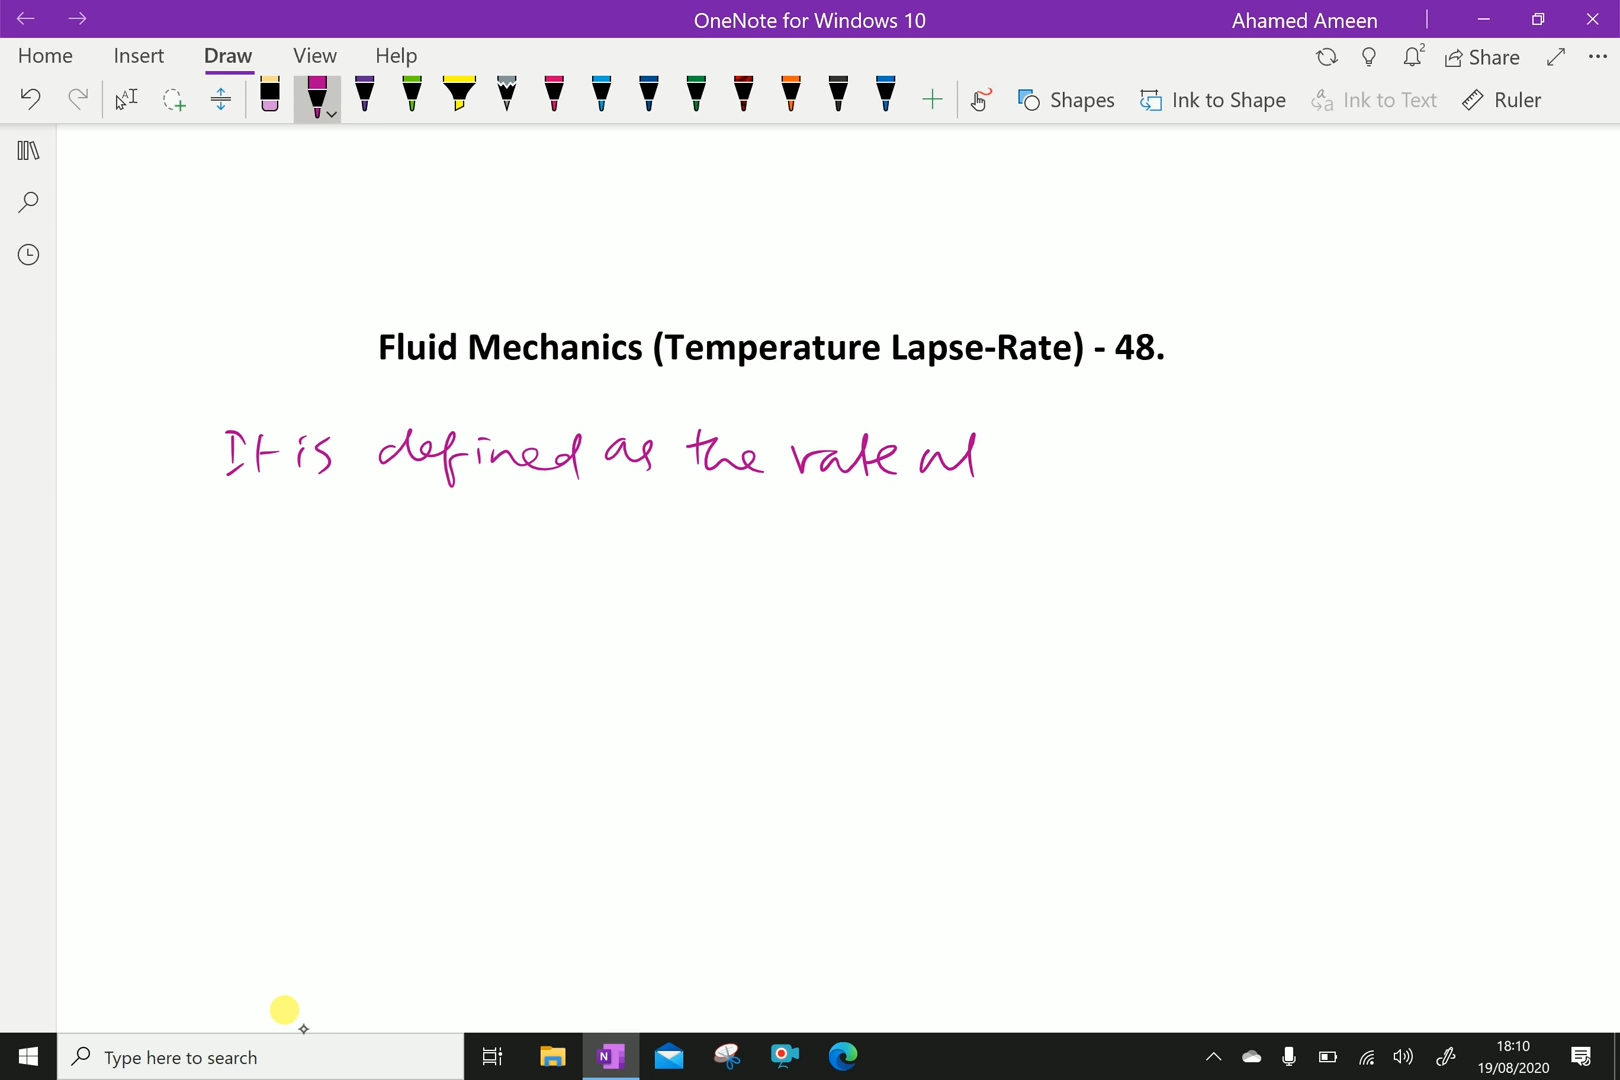 OneNote for Windows 10
Ahamed Ameen
Home Insert Draw View Help
2 Share
Shapes Ink to Shape Ink to Text Ruler
Fluid Mechanics (Temperature Lapse-Rate) - 48.
It is defined as the rate at
Type here to search
18:10
19/08/2020